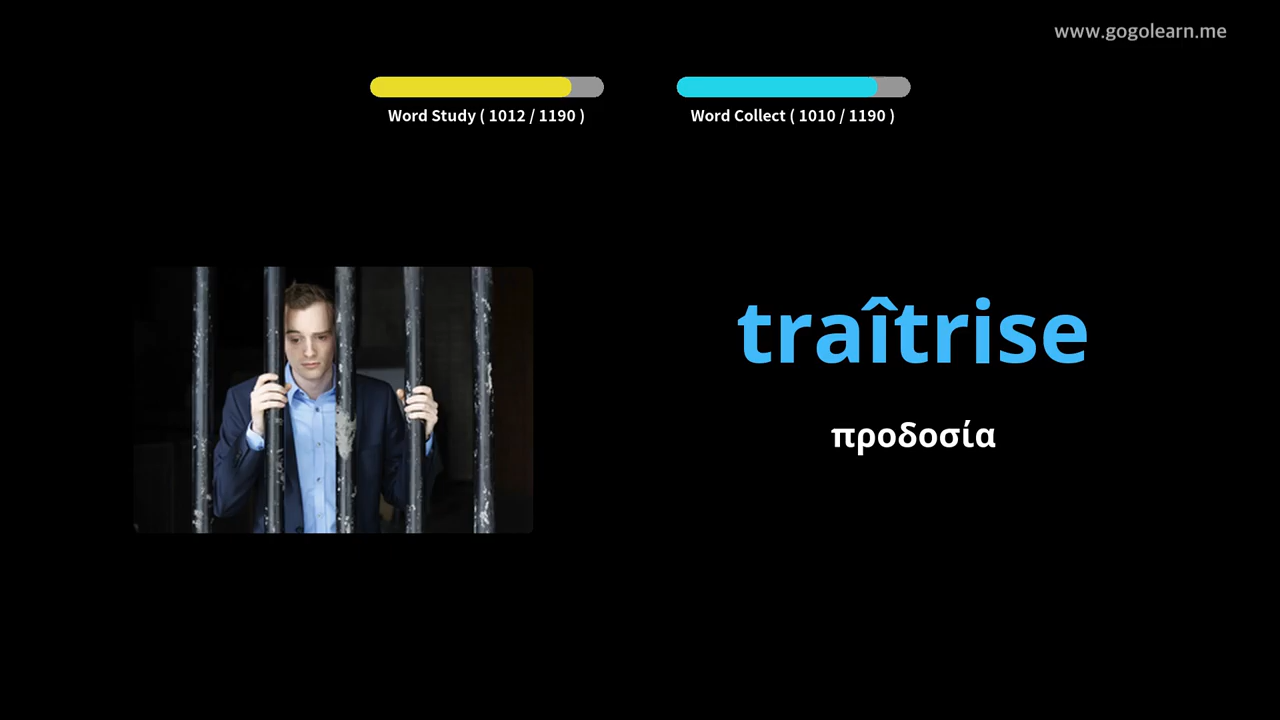 www.gogolearn.me
Word Study ( 1012 / 1190 )
Word Collect ( 1010 / 1190 )
traîtrise
προδοσία